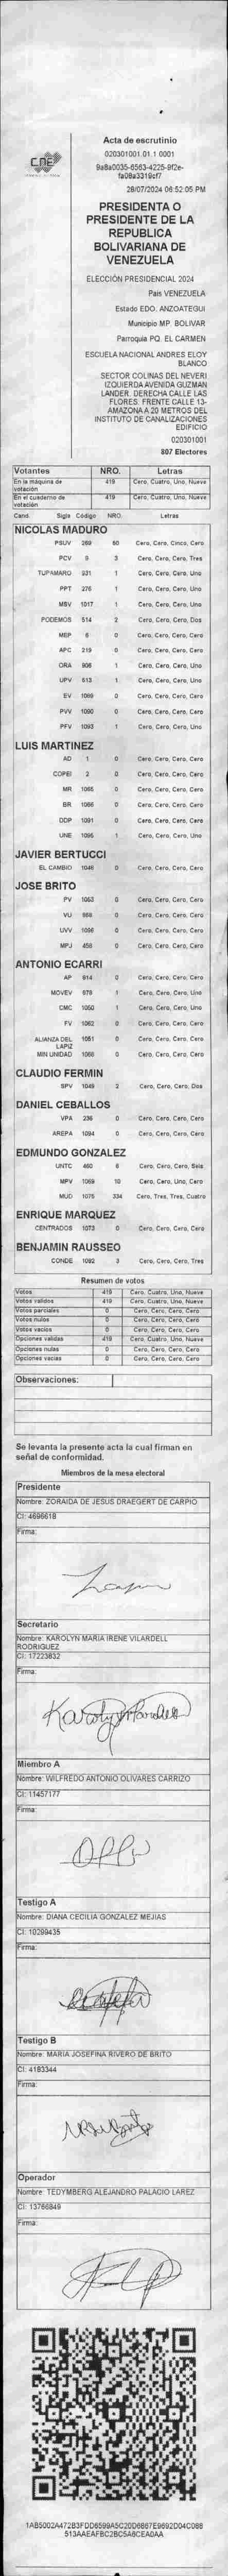 CNE
Acta de escrutinio
020301001.01.1.0001
9a8a0035-6563-4225-9f2e-
fa08a3319cf7
28/07/2024 06:52:05 PM
PRESIDENTA O
PRESIDENTE DE LA
REPUBLICA
BOLIVARIANA DE
VENEZUELA
ELECCIÓN PRESIDENCIAL 2024
País VENEZUELA
Estado EDO. ANZOATEGUI
Municipio MP. BOLIVAR
Parroquia PQ. EL CARMEN
ESCUELA NACIONAL ANDRES ELOY
BLANCO
SECTOR COLINAS DEL NEVERI
IZQUIERDA AVENIDA GUZMAN
LANDER. DERECHA CALLE LAS
FLORES. FRENTE CALLE 13-
AMAZONA A 20 METROS DEL
INSTITUTO DE CANALIZACIONES
EDIFICIO
020301001
807 Electores
Votantes NRO. Letras
En la máquina de votación 419 Cero, Cuatro, Uno, Nueve
En el cuaderno de votación 419 Cero, Cuatro, Uno, Nueve
Cand. Sigla Código NRO. Letras
NICOLAS MADURO
PSUV 269 50 Cero, Cero, Cinco, Cero
PCV 9 3 Cero, Cero, Cero, Tres
TUPAMARO 931 1 Cero, Cero, Cero, Uno
PPT 276 1 Cero, Cero, Cero, Uno
MSV 1017 1 Cero, Cero, Cero, Uno
PODEMOS 514 2 Cero, Cero, Cero, Dos
MEP 6 0 Cero, Cero, Cero, Cero
APC 219 0 Cero, Cero, Cero, Cero
ORA 906 1 Cero, Cero, Cero, Uno
UPV 513 1 Cero, Cero, Cero, Uno
EV 1069 0 Cero, Cero, Cero, Cero
PVV 1090 0 Cero, Cero, Cero, Cero
PFV 1093 1 Cero, Cero, Cero, Uno
LUIS MARTINEZ
AD 1 0 Cero, Cero, Cero, Cero
COPEI 2 0 Cero, Cero, Cero, Cero
MR 1065 0 Cero, Cero, Cero, Cero
BR 1066 0 Cero, Cero, Cero, Cero
DDP 1091 0 Cero, Cero, Cero, Cero
UNE 1095 1 Cero, Cero, Cero, Uno
JAVIER BERTUCCI
EL CAMBIO 1048 0 Cero, Cero, Cero, Cero
JOSE BRITO
PV 1053 0 Cero, Cero, Cero, Cero
VU 868 0 Cero, Cero, Cero, Cero
UVV 1096 0 Cero, Cero, Cero, Cero
MPJ 458 0 Cero, Cero, Cero, Cero
ANTONIO ECARRI
AP 914 0 Cero, Cero, Cero, Cero
MOVEV 979 1 Cero, Cero, Cero, Uno
CMC 1050 1 Cero, Cero, Cero, Uno
FV 1062 0 Cero, Cero, Cero, Cero
ALIANZA DEL LAPIZ 1051 0 Cero, Cero, Cero, Cero
MIN UNIDAD 1068 0 Cero, Cero, Cero, Cero
CLAUDIO FERMIN
SPV 1049 2 Cero, Cero, Cero, Dos
DANIEL CEBALLOS
VPA 236 0 Cero, Cero, Cero, Cero
AREPA 1094 0 Cero, Cero, Cero, Cero
EDMUNDO GONZALEZ
UNTC 460 6 Cero, Cero, Cero, Seis
MPV 1069 10 Cero, Cero, Uno, Cero
MUD 1076 334 Cero, Tres, Tres, Cuatro
ENRIQUE MARQUEZ
CENTRADOS 1073 0 Cero, Cero, Cero, Cero
BENJAMIN RAUSSEO
CONDE 1092 3 Cero, Cero, Cero, Tres
Resumen de votos
Votos 419 Cero, Cuatro, Uno, Nueve
Votos válidos 419 Cero, Cuatro, Uno, Nueve
Votos parciales 0 Cero, Cero, Cero, Cero
Votos nulos 0 Cero, Cero, Cero, Cero
Votos vacíos 0 Cero, Cero, Cero, Cero
Opciones válidas 419 Cero, Cuatro, Uno, Nueve
Opciones nulas 0 Cero, Cero, Cero, Cero
Opciones vacías 0 Cero, Cero, Cero, Cero
Observaciones:
Se levanta la presente acta la cual firman en
señal de conformidad.
Miembros de la mesa electoral
Presidente
Nombre: ZORAIDA DE JESUS DRAEGERT DE CARPIO
CI: 4696618
Firma:
Secretario
Nombre: KAROLYN MARIA IRENE VILARDELL
RODRIGUEZ
CI: 17223832
Firma:
Miembro A
Nombre: WILFREDO ANTONIO OLIVARES CARRIZO
CI: 11457177
Firma:
Testigo A
Nombre: DIANA CECILIA GONZALEZ MEJIAS
CI: 10299435
Firma:
Testigo B
Nombre: MARIA JOSEFINA RIVERO DE BRITO
CI: 4183344
Firma:
Operador
Nombre: TEDYMBERG ALEJANDRO PALACIO LAREZ
CI: 13766849
Firma:
1AB5002A472B3FDD6599A5C20D6867E9692D04C08B
513AAEAFBC2BC5A6CEA0AA